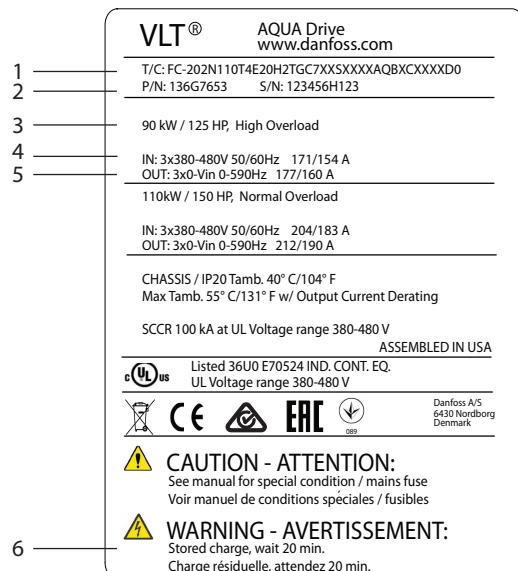 VLT® AQUA Drive
www.danfoss.com
1 T/C: FC-202N110T4E20H2TGC7XXSXXXXAQBXCXXXXD0
2 P/N: 136G7653 S/N: 123456H123
3 90 kW / 125 HP, High Overload
4 IN: 3x380-480V 50/60Hz 171/154 A
5 OUT: 3x0-Vin 0-590Hz 177/160 A
110kW / 150 HP, Normal Overload
IN: 3x380-480V 50/60Hz 204/183 A
OUT: 3x0-Vin 0-590Hz 212/190 A
CHASSIS / IP20 Tamb. 40° C/104° F
Max Tamb. 55° C/131° F w/ Output Current Derating
SCCR 100 kA at UL Voltage range 380-480 V
ASSEMBLED IN USA
c UL us Listed 36U0 E70524 IND. CONT. EQ.
UL Voltage range 380-480 V
CE EAC 089
Danfoss A/S
6430 Nordborg
Denmark
CAUTION - ATTENTION:
See manual for special condition / mains fuse
Voir manuel de conditions spéciales / fusibles
WARNING - AVERTISSEMENT:
6 Stored charge, wait 20 min.
Charge résiduelle, attendez 20 min.